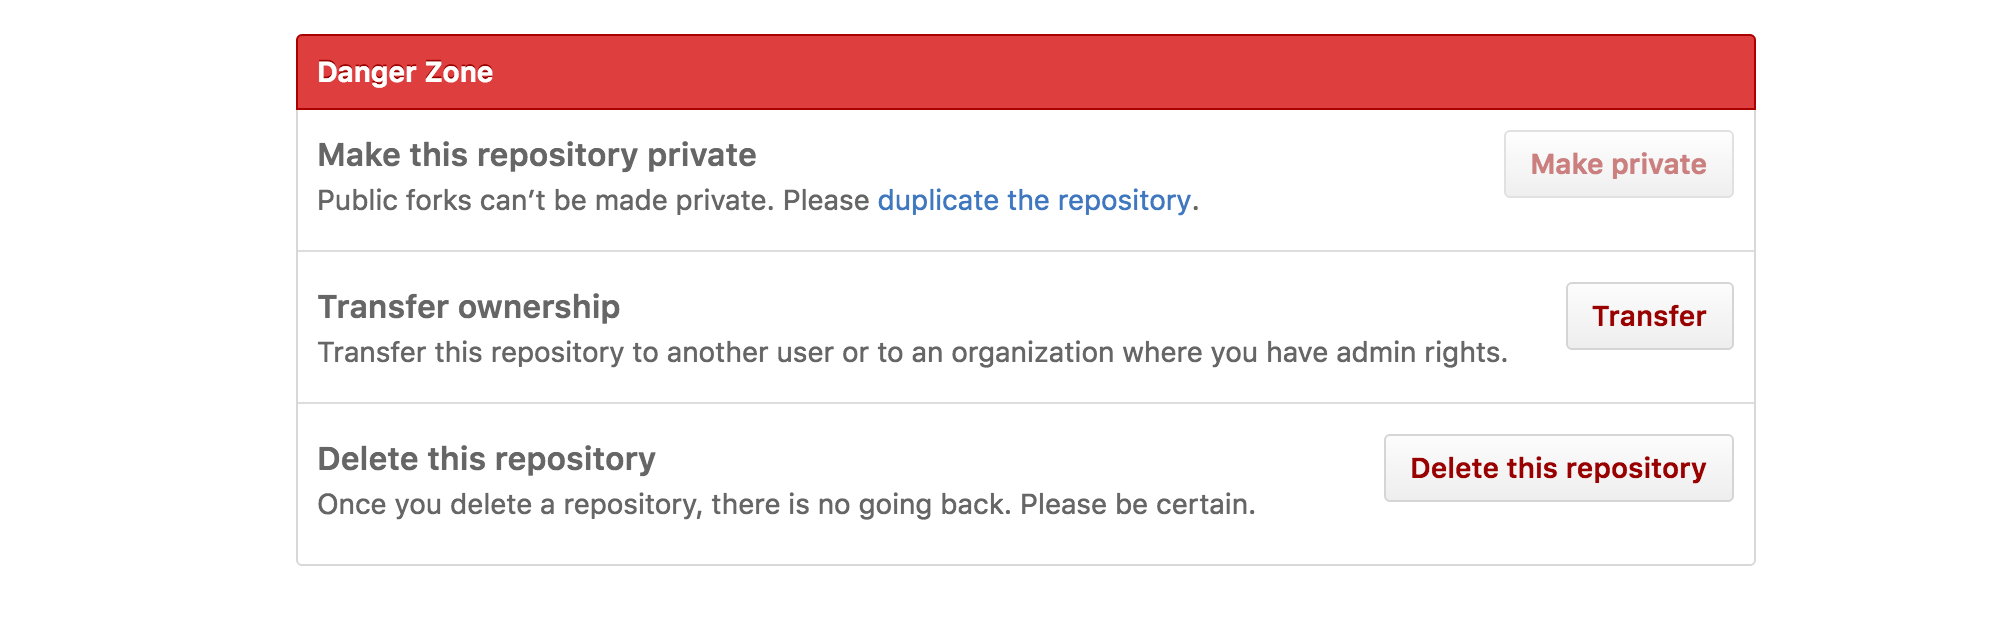 Danger Zone
Make this repository private
Make private
Public forks can’t be made private. Please duplicate the repository.
Transfer ownership
Transfer
Transfer this repository to another user or to an organization where you have admin rights.
Delete this repository
Delete this repository
Once you delete a repository, there is no going back. Please be certain.